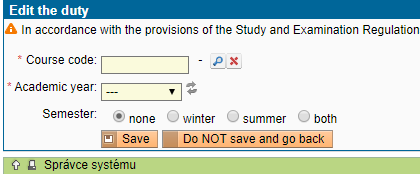 Edit the duty
In accordance with the provisions of the Study and Examination Regulation
* Course code: -
* Academic year: ---
Semester: none winter summer both
Save Do NOT save and go back
Správce systému